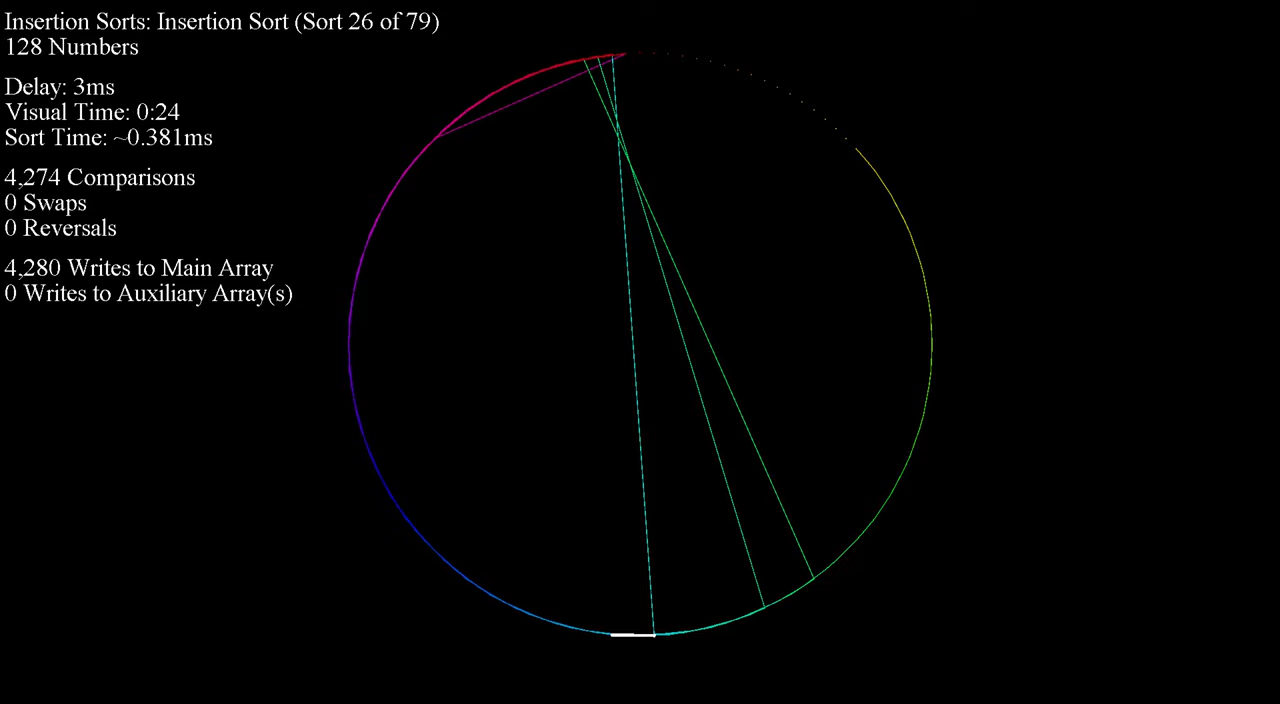 Insertion Sorts: Insertion Sort (Sort 26 of 79)
128 Numbers
Delay: 3ms
Visual Time: 0:24
Sort Time: ~0.381ms
4,274 Comparisons
0 Swaps
0 Reversals
4,280 Writes to Main Array
0 Writes to Auxiliary Array(s)